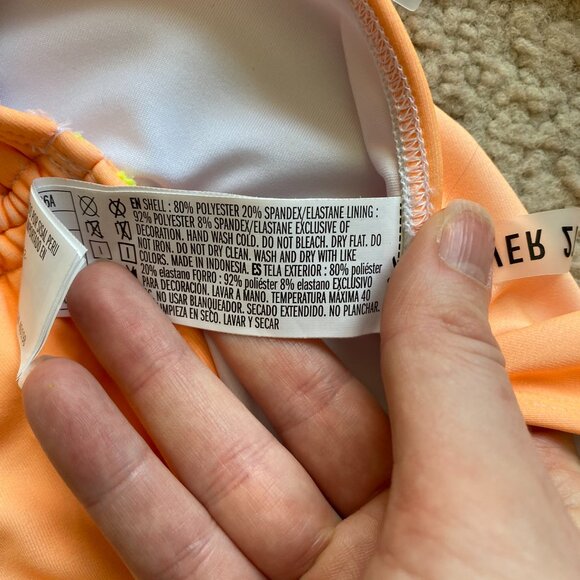 EN SHELL : 80% POLYESTER 20% SPANDEX/ELASTANE LINING :
92% POLYESTER 8% SPANDEX/ELASTANE EXCLUSIVE OF
DECORATION. HAND WASH COLD. DO NOT BLEACH. DRY FLAT. DO
NOT IRON. DO NOT DRY CLEAN. WASH AND DRY WITH LIKE
COLORS. MADE IN INDONESIA. ES TELA EXTERIOR : 80% poliéster
20% elastano FORRO : 92% poliéster 8% elastano EXCLUSIVO
PARA DECORACIÓN. LAVAR A MANO. TEMPERATURA MÁXIMA 40
NO USAR BLANQUEADOR. SECADO EXTENDIDO. NO PLANCHAR.
LIMPIEZA EN SECO. LAVAR Y SECAR
6A
PERU